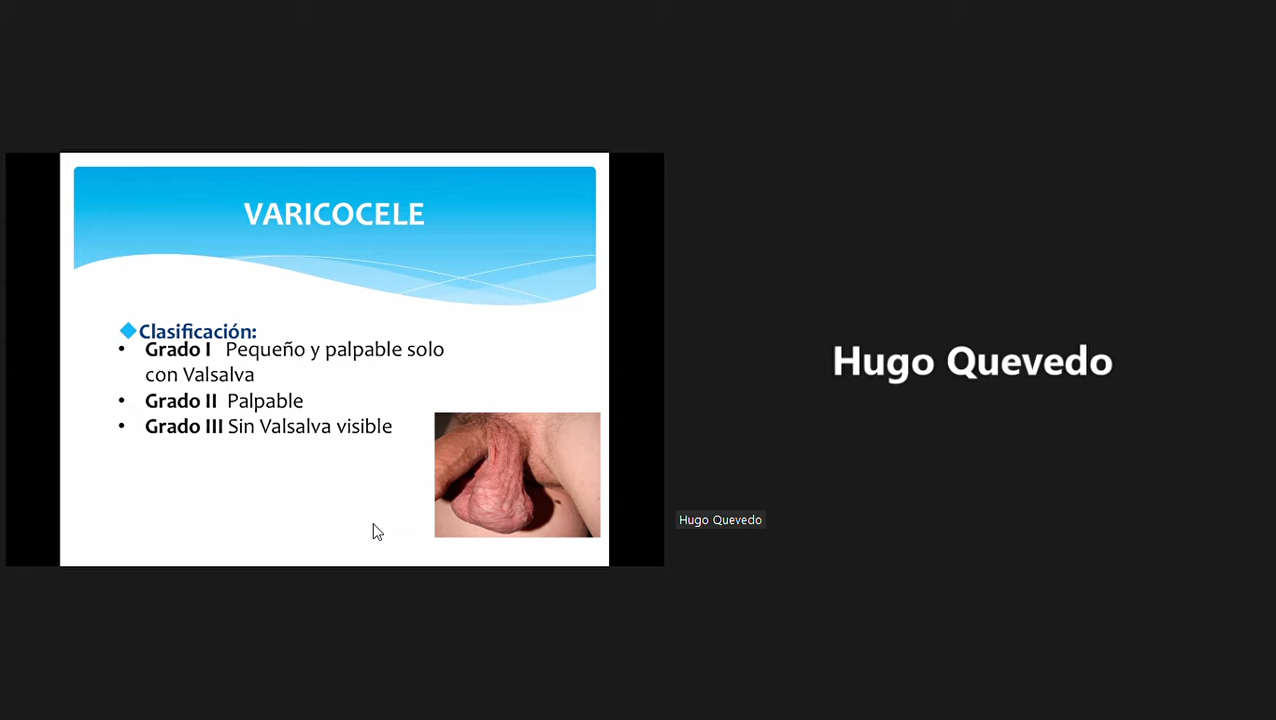 VARICOCELE
Clasificación:
• Grado I Pequeño y palpable solo
con Valsalva
• Grado II Palpable
• Grado III Sin Valsalva visible
Hugo Quevedo
Hugo Quevedo